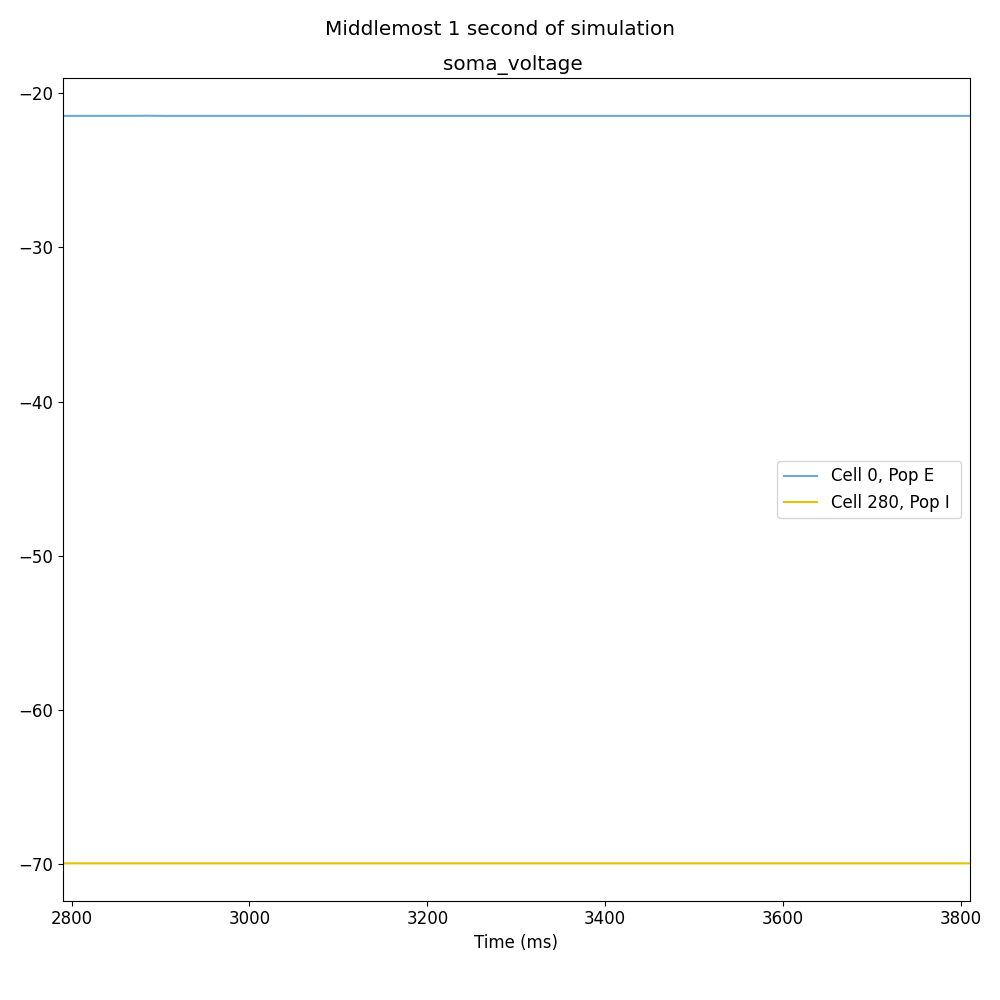 Middlemost 1 second of simulation
soma_voltage
−20
−30
−40
−50
−60
−70
Cell 0, Pop E
Cell 280, Pop I
2800 3000 3200 3400 3600 3800
Time (ms)